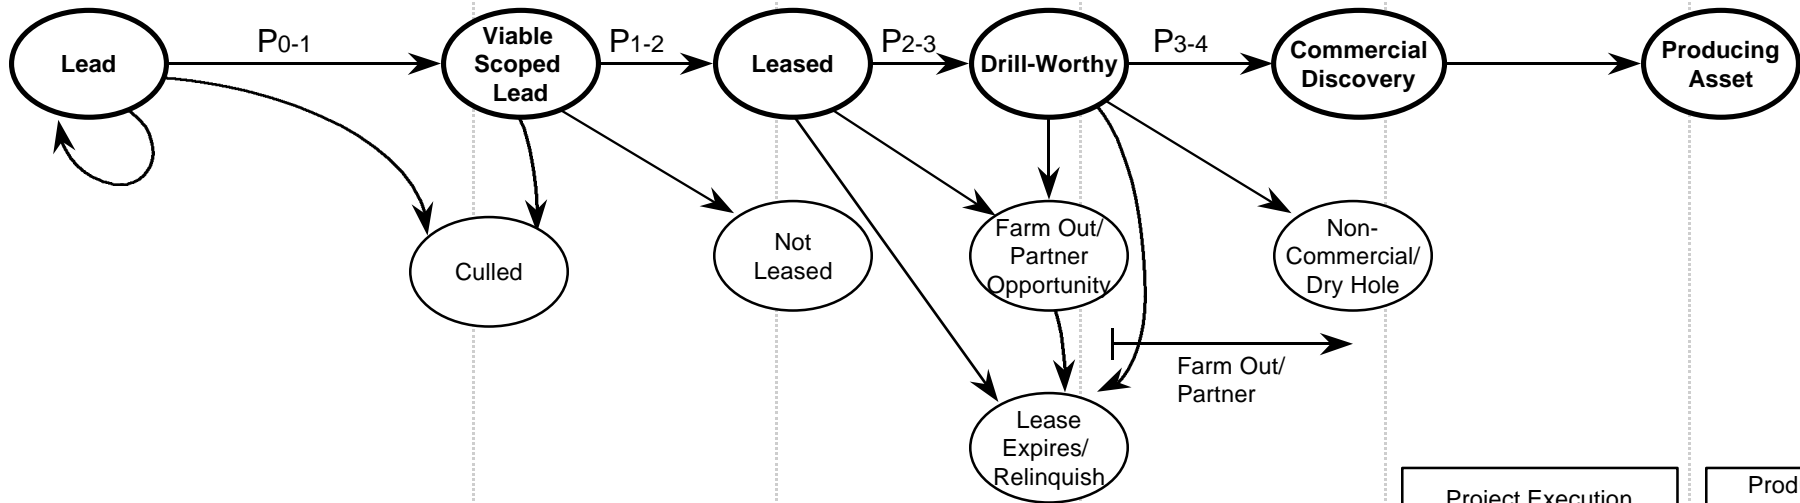 Lead
P0-1
Viable
Scoped
Lead
P1-2
Leased
P2-3
Drill-Worthy
P3-4
Commercial
Discovery
Producing
Asset
Culled
Not
Leased
Farm Out/
Partner
Opportunity
Non-
Commercial/
Dry Hole
Farm Out/
Partner
Lease
Expires/
Relinquish
Project Execution
Prod